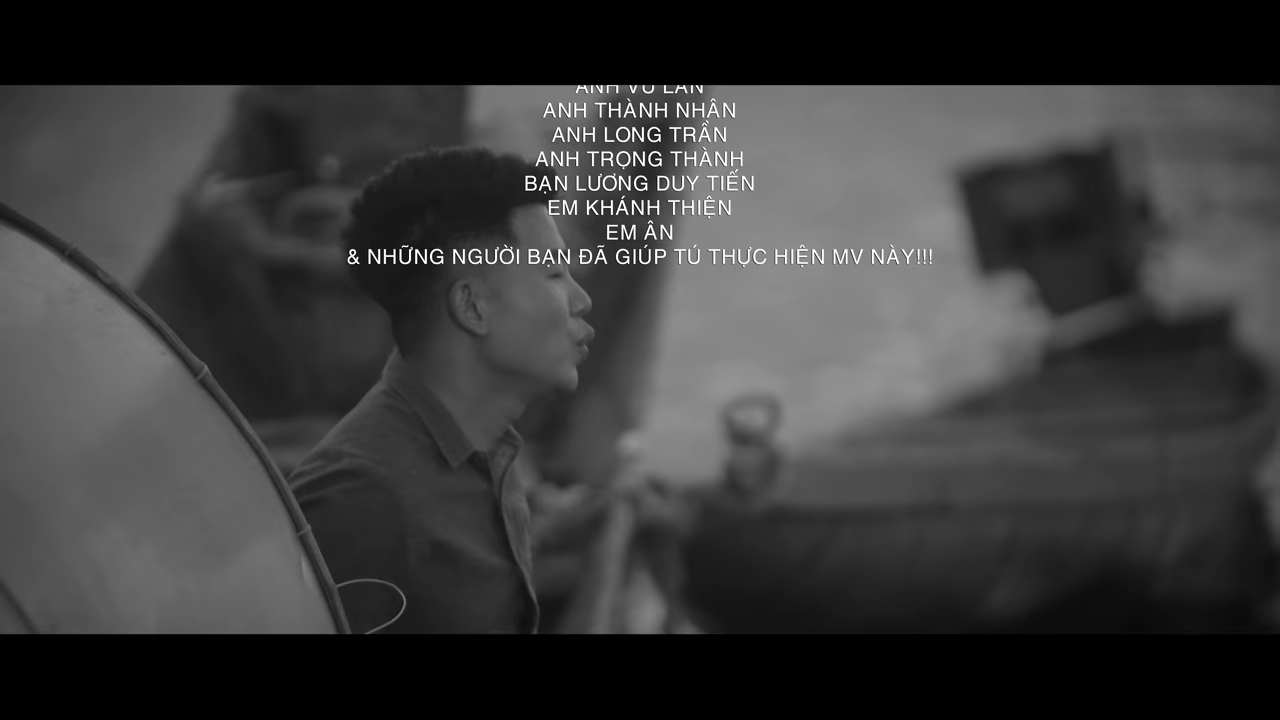 ANH THÀNH NHÂN
ANH LONG TRẦN
ANH TRỌNG THÀNH
BẠN LƯƠNG DUY TIẾN
EM KHÁNH THIỆN
EM ÂN
& NHỮNG NGƯỜI BẠN ĐÃ GIÚP TÚ THỰC HIỆN MV NÀY!!!